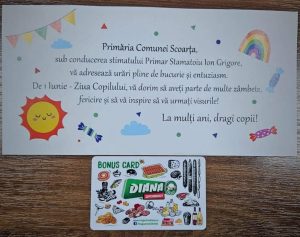 Primăria Comunei Scoarța,
sub conducerea stimatului Primar Stamatoiu Ion Grigore,
vă adresează urări pline de bucurie și entuziasm.
De 1 Iunie - Ziua Copilului, vă dorim să aveți parte de multe zâmbete,
fericire și să vă inspire să vă urmați visurile!
La mulți ani, dragi copii!
BONUS CARD
DIANA